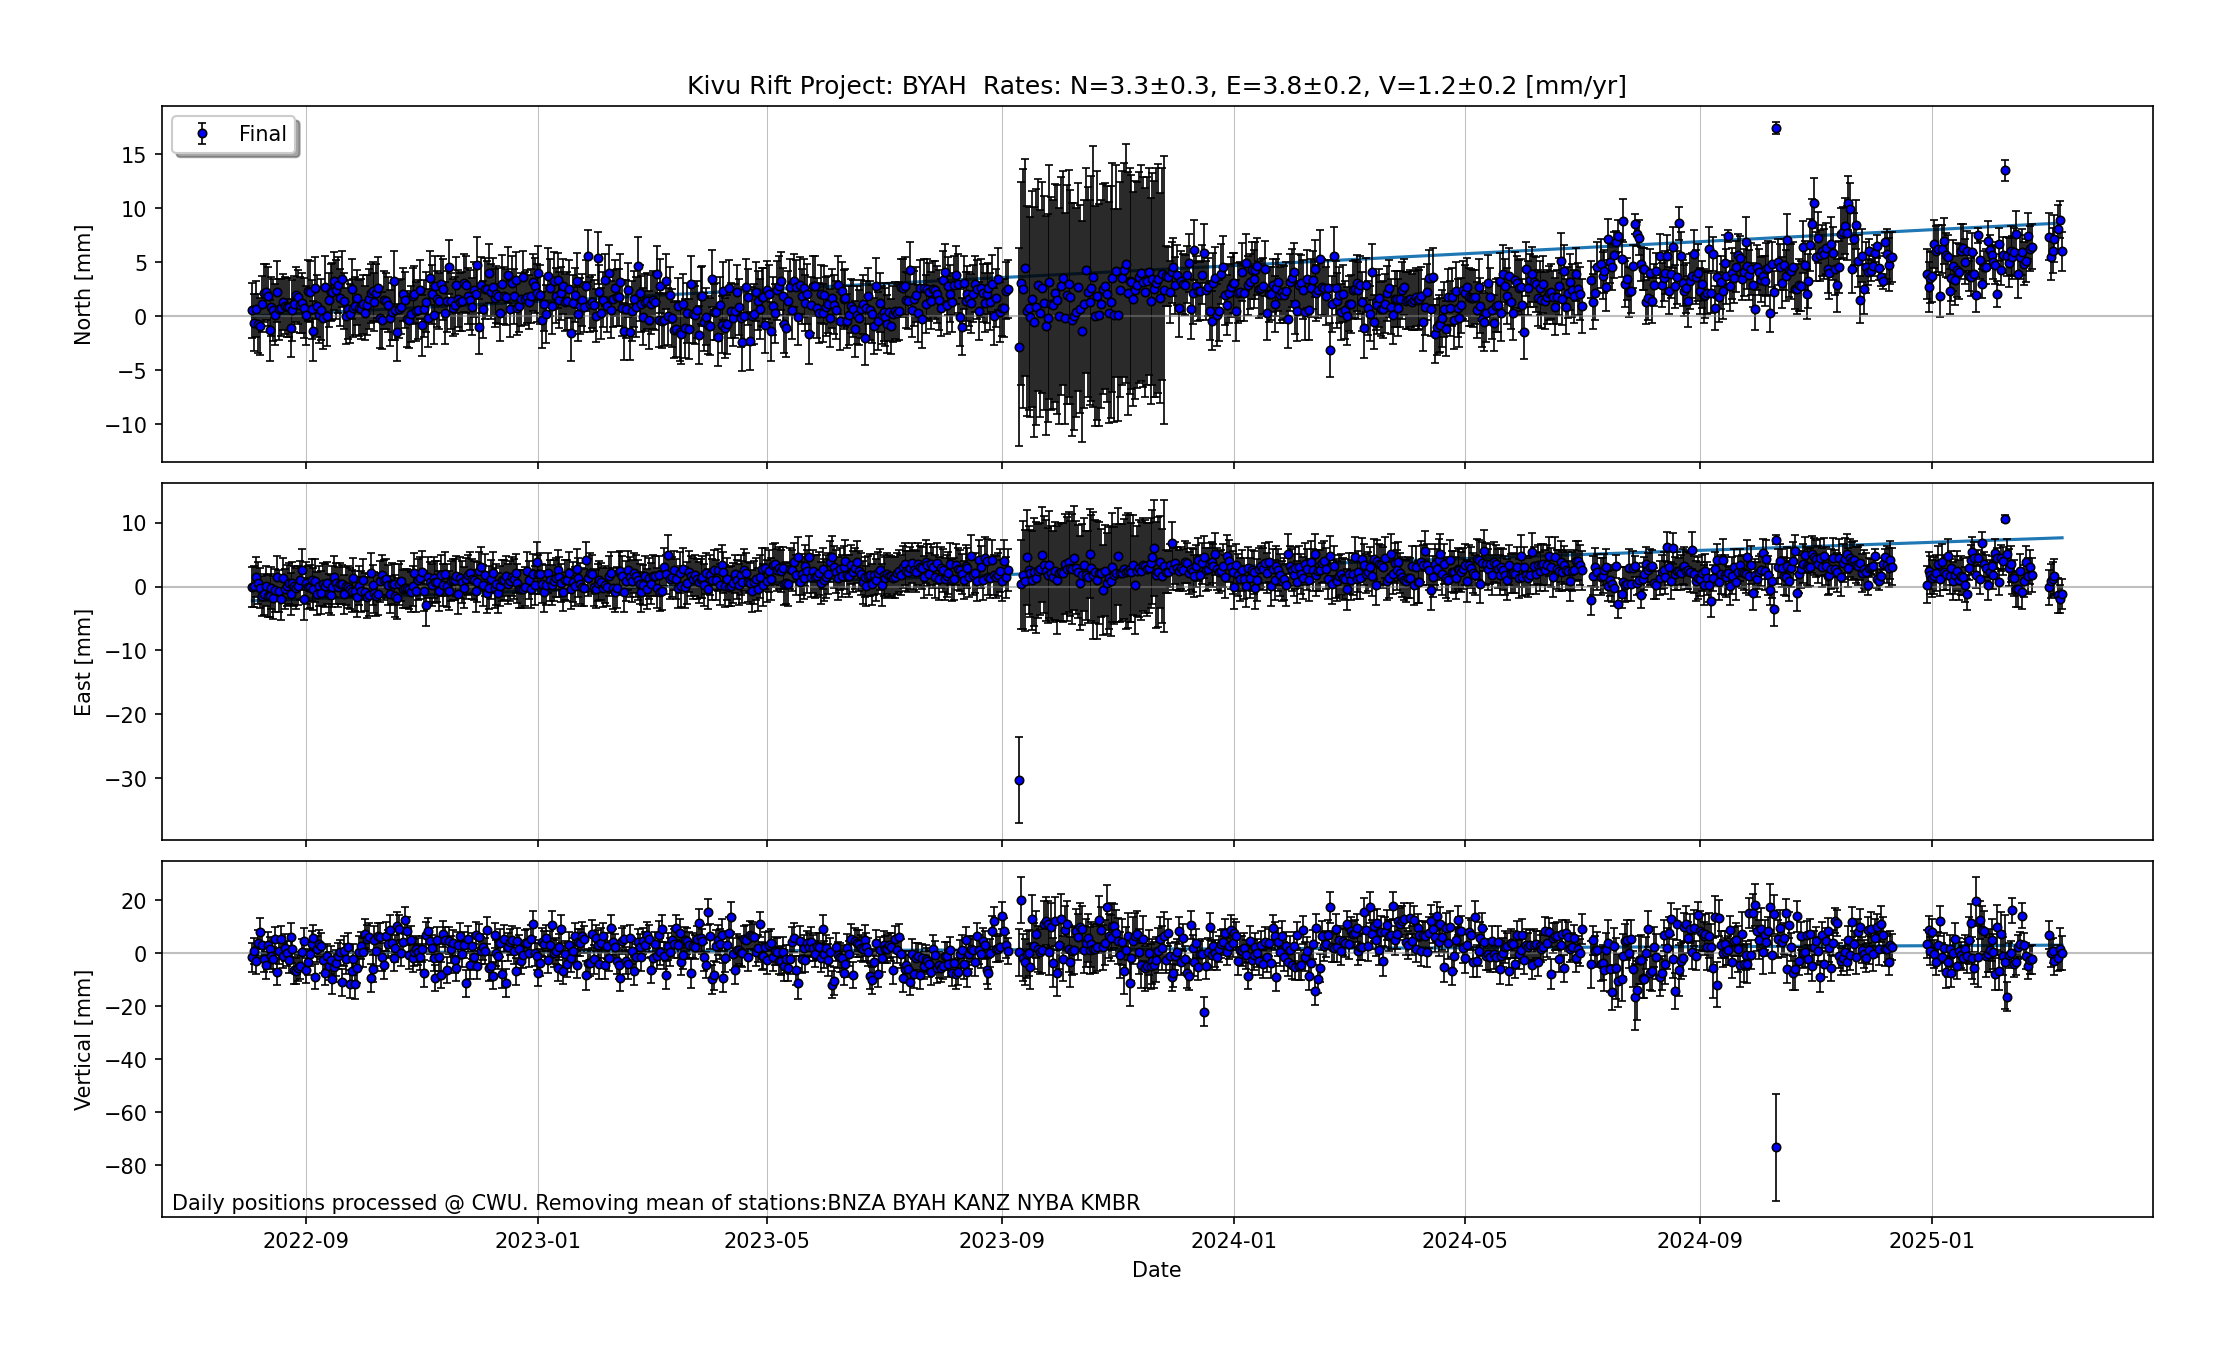 Kivu Rift Project: BYAH  Rates: N=3.3±0.3, E=3.8±0.2, V=1.2±0.2 [mm/yr]
Final
15
10
5
0
−5
−10
North [mm]
10
0
−10
−20
−30
East [mm]
20
0
−20
−40
−60
−80
Vertical [mm]
Daily positions processed @ CWU. Removing mean of stations:BNZA BYAH KANZ NYBA KMBR
2022-09 2023-01 2023-05 2023-09 2024-01 2024-05 2024-09 2025-01
Date